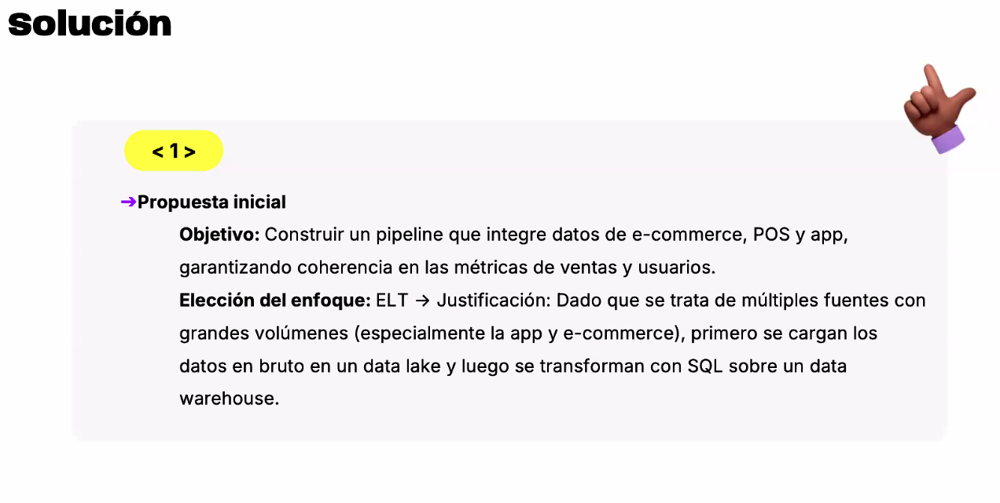 Solución
< 1 >
→Propuesta inicial
Objetivo: Construir un pipeline que integre datos de e-commerce, POS y app,
garantizando coherencia en las métricas de ventas y usuarios.
Elección del enfoque: ELT → Justificación: Dado que se trata de múltiples fuentes con
grandes volúmenes (especialmente la app y e-commerce), primero se cargan los
datos en bruto en un data lake y luego se transforman con SQL sobre un data
warehouse.